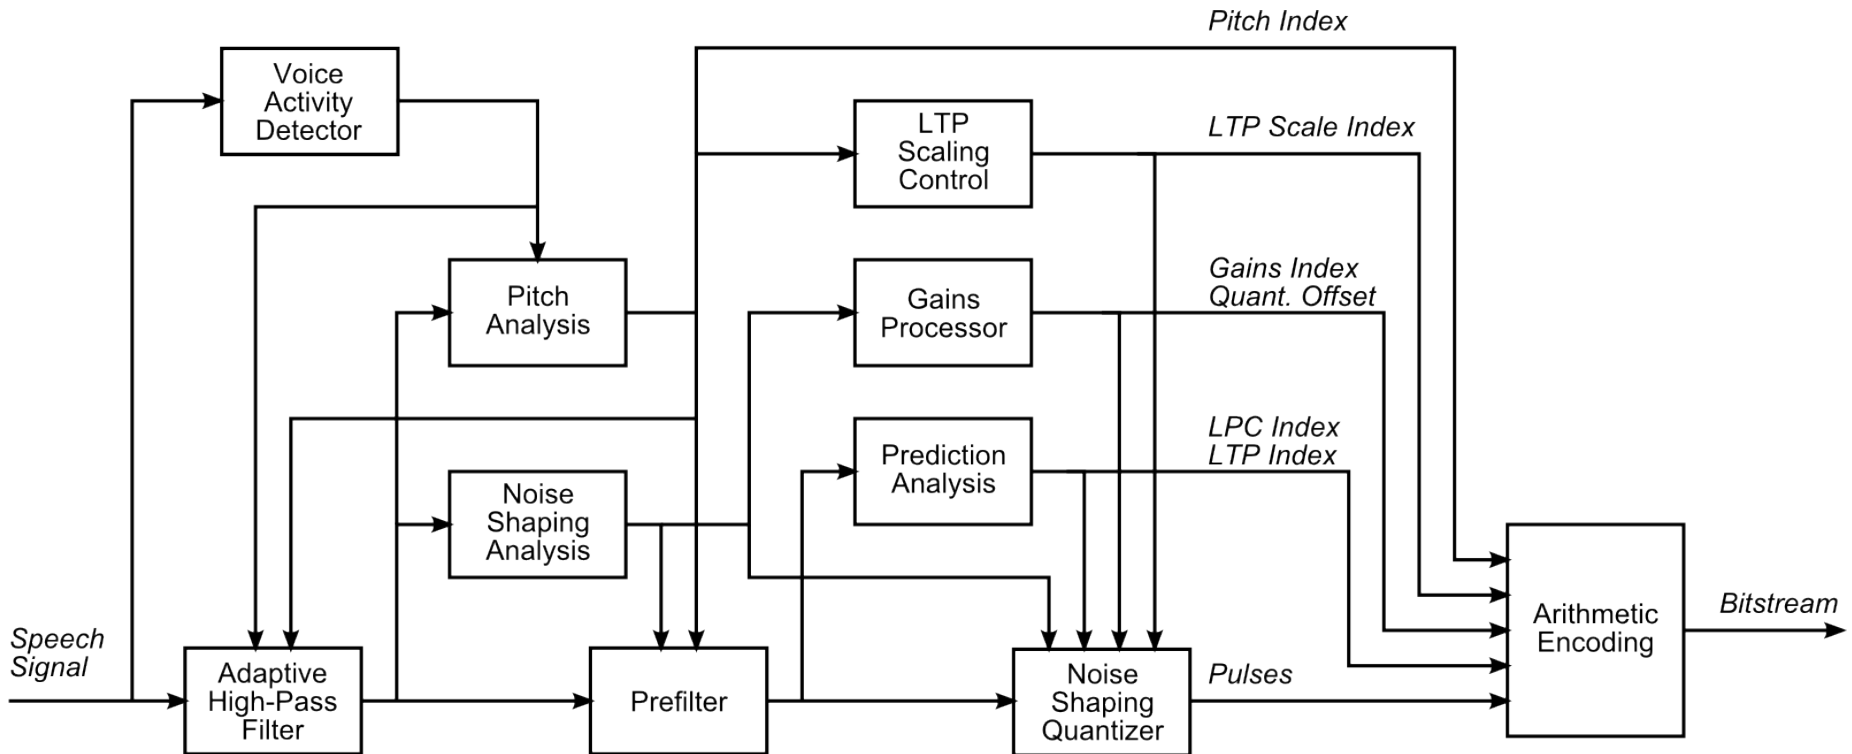 Pitch Index
Voice
Activity
Detector
LTP
Scaling
Control
LTP Scale Index
Pitch
Analysis
Gains
Processor
Gains Index
Quant. Offset
Noise
Shaping
Analysis
Prediction
Analysis
LPC Index
LTP Index
Speech
Signal
Adaptive
High-Pass
Filter
Prefilter
Noise
Shaping
Quantizer
Pulses
Arithmetic
Encoding
Bitstream